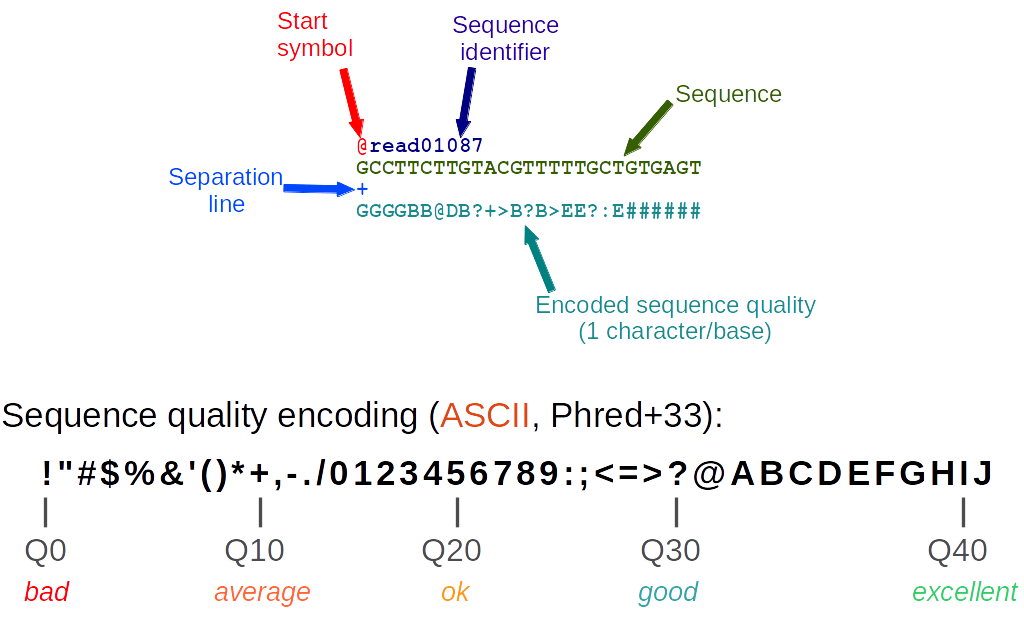 Start
symbol
Sequence
identifier
Sequence
@read01087
GCCTTCTTGTACGTTTTTGCTGTGAGT
Separation
line
+
GGGGBB@DB?+>B?B>EE?:E######
Encoded sequence quality
(1 character/base)
Sequence quality encoding (ASCII, Phred+33):
!"#$%&'()*+,-./0123456789:;<=>?@ABCDEFGHIJ
Q0 Q10 Q20 Q30 Q40
bad average ok good excellent